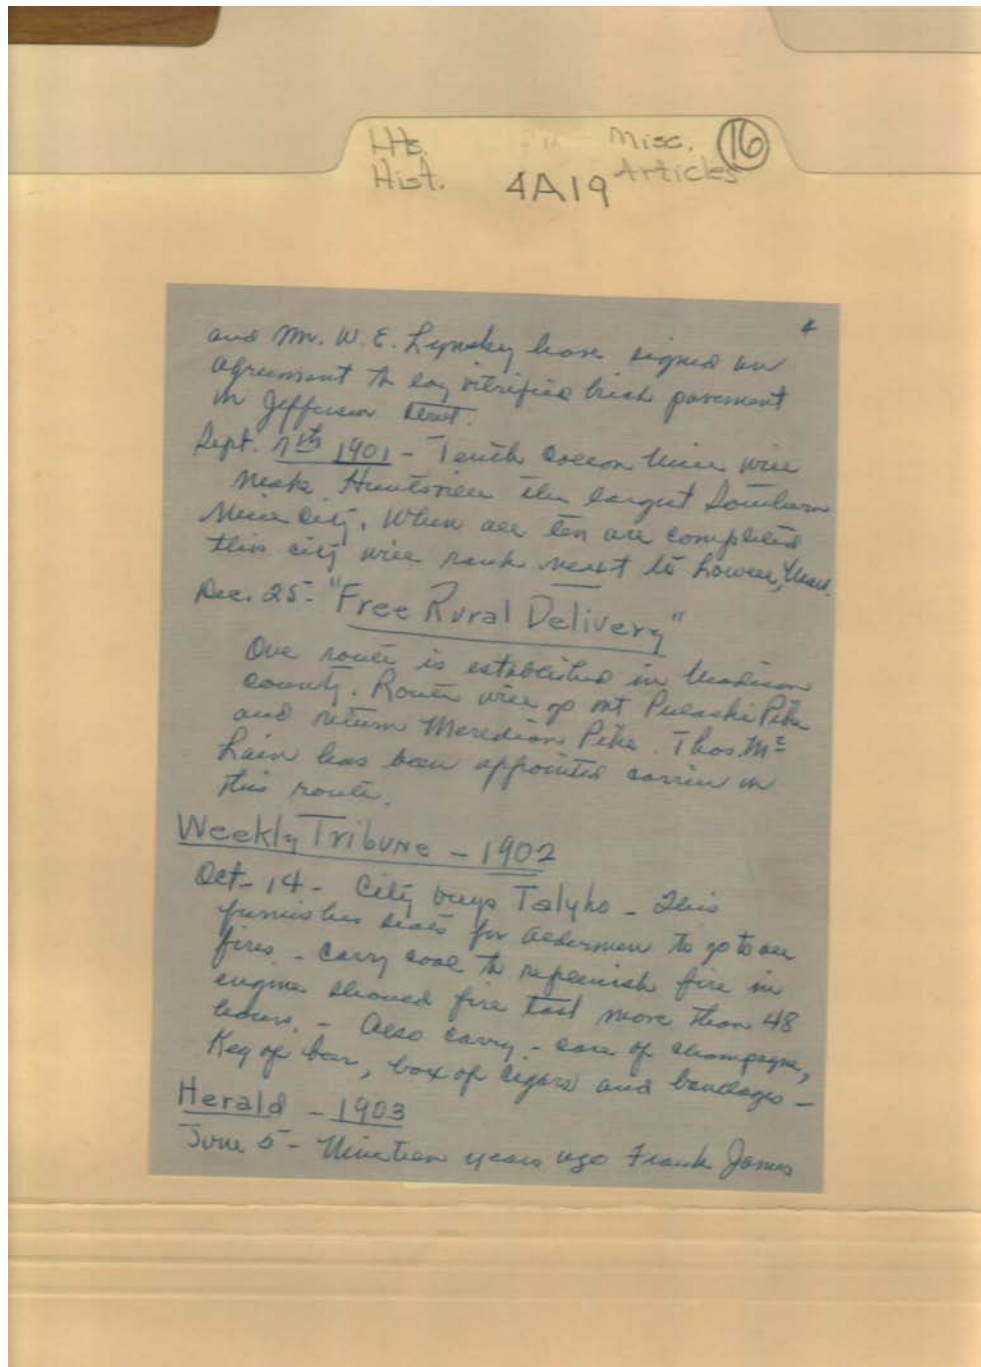 Hts. Misc. 16
Hist. 4A19 Articles
4
and Mr. W. E. Lynsky have signed an
agreement to lay vitrified brick pavement
in Jefferson Street.
Sept. 7th 1901 - Tenth Cotton Mill will
make Huntsville the largest Southern
Mill City. When all ten are completed
this city will rank next to Lowell, Mass.
Dec. 25 - "Free Rural Delivery"
One route is established in Madison
county. Route will go out Pulaski Pike
and return Meridian Pike. Thos. Mc
Lain has been appointed carrier on
this route.
Weekly Tribune - 1902
Oct - 14 - City buys Talyho - This
furnishes seats for Aldermen to go to all
fires. - Carry coal to replenish fire in
engine should fire last more than 48
hours. - Also carry - case of champagne,
Keg of beer, box of cigars and bandages -
Herald - 1903
June 5 - Nineteen years ago Frank James